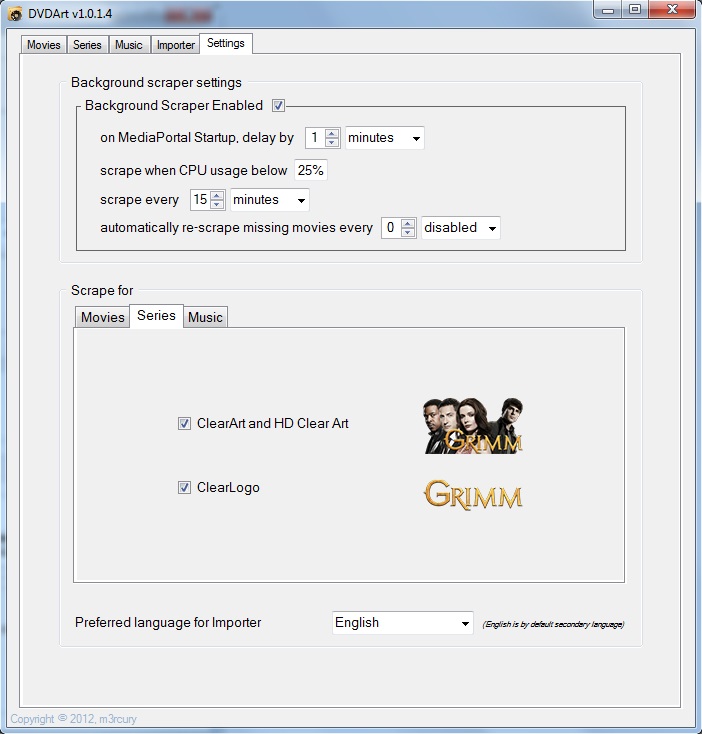 DVDArt v1.0.1.4
Movies Series Music Importer Settings
Background scraper settings
Background Scraper Enabled
on MediaPortal Startup, delay by 1 minutes
scrape when CPU usage below 25%
scrape every 15 minutes
automatically re-scrape missing movies every 0 disabled
Scrape for
Movies Series Music
ClearArt and HD Clear Art
GRIMM
ClearLogo
GRIMM
Preferred language for Importer English (English is by default secondary language)
Copyright © 2012, m3rcury